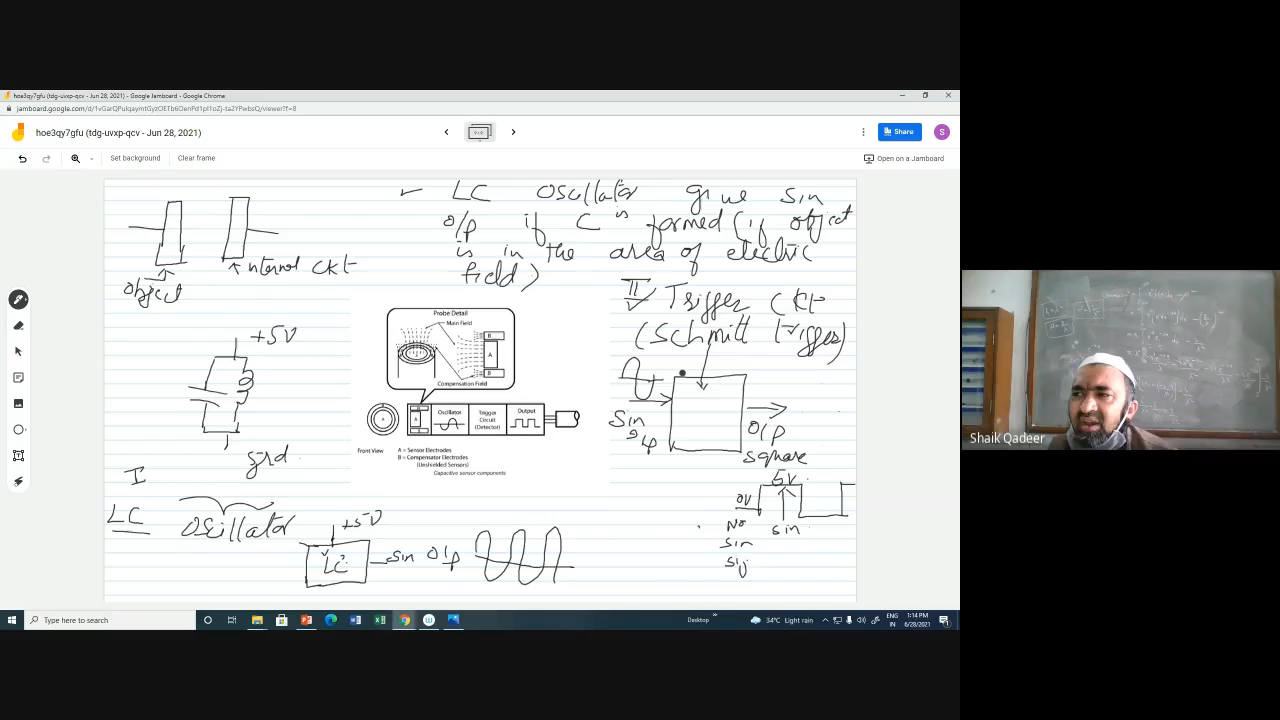 hoe3qy7gfu (tdg-uvxp-qcv - Jun 28, 2021) - Google Jamboard - Google Chrome
hoe3qy7gfu (tdg-uvxp-qcv - Jun 28, 2021)
Share
S
Set background
Clear frame
Open on a Jamboard
LC oscillator give sin
o/p if C is formed (if object
is in the area of electric
field)
object
Internal CKt
II Trigger CKt
(Schmitt trigger)
+5V
grd
Sin
o/p
square
0V
5V
No
sin
sig
sin
Probe Detail
Main Field
B
A
B
Compensation Field
A
Oscillator
Trigger
Circuit
(Detector)
Output
Front View
A = Sensor Electrodes
B = Compensator Electrodes
(Unshielded Sensors)
Capacitive sensor components
I
LC oscillator
+5V
LC
sin o/p
Shaik Qadeer
Type here to search
Desktop
34°C Light rain
ENG
IN
1:14 PM
6/28/2021